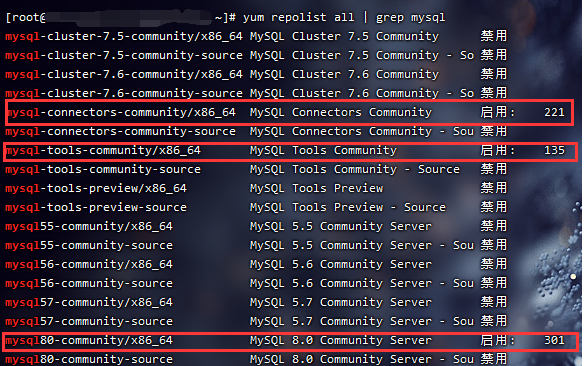 [root@ ~]# yum repolist all | grep mysql
mysql-cluster-7.5-community/x86_64 MySQL Cluster 7.5 Community 禁用
mysql-cluster-7.5-community-source MySQL Cluster 7.5 Community - So 禁用
mysql-cluster-7.6-community/x86_64 MySQL Cluster 7.6 Community 禁用
mysql-cluster-7.6-community-source MySQL Cluster 7.6 Community - So 禁用
mysql-connectors-community/x86_64 MySQL Connectors Community 启用: 221
mysql-connectors-community-source MySQL Connectors Community - Sou 禁用
mysql-tools-community/x86_64 MySQL Tools Community 启用: 135
mysql-tools-community-source MySQL Tools Community - Source 禁用
mysql-tools-preview/x86_64 MySQL Tools Preview 禁用
mysql-tools-preview-source MySQL Tools Preview - Source 禁用
mysql55-community/x86_64 MySQL 5.5 Community Server 禁用
mysql55-community-source MySQL 5.5 Community Server - Sou 禁用
mysql56-community/x86_64 MySQL 5.6 Community Server 禁用
mysql56-community-source MySQL 5.6 Community Server - Sou 禁用
mysql57-community/x86_64 MySQL 5.7 Community Server 禁用
mysql57-community-source MySQL 5.7 Community Server - Sou 禁用
mysql80-community/x86_64 MySQL 8.0 Community Server 启用: 301
mysql80-community-source MySQL 8.0 Community Server - Sou 禁用